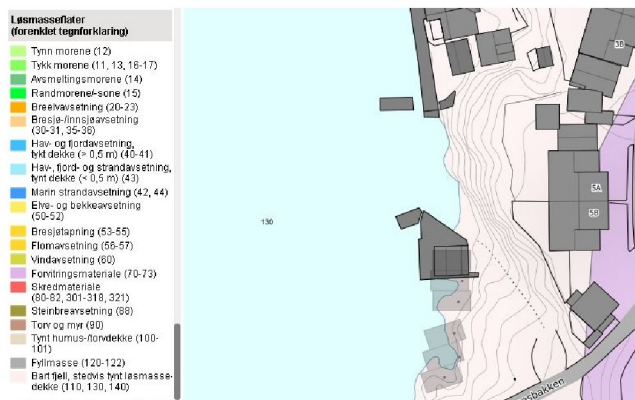 Løsmasseflater
(forenklet tegnforklaring)
Tynn morene (12)
Tykk morene (11, 13, 16-17)
Avsmeltingsmorene (14)
Randmorene/-sone (15)
Breelvavsetning (20-23)
Bresjø-/innsjøavsetning
(30-31, 35-36)
Hav- og fjordavsetning,
tykt dekke (> 0,5 m) (40-41)
Hav-, fjord- og strandavsetning,
tynt dekke (< 0,5 m) (43)
Marin strandavsetning (42, 44)
Elve- og bekkeavsetning
(50-52)
Bresjøtapning (53-55)
Flomavsetning (56-57)
Vindavsetning (60)
Forvitringsmateriale (70-73)
Skredmateriale
(80-82, 301-318, 321)
Steinbreavsetning (88)
Torv og myr (90)
Tynt humus-/torvdekke (100-
101)
Fyllmasse (120-122)
Bart fjell, stedvis tynt løsmasse-
dekke (110, 130, 140)
3B
5A
130
5B
sbakken